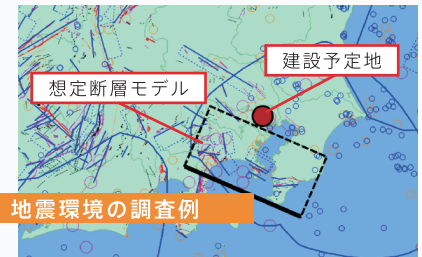 建設予定地
想定断層モデル
地震環境の調査例